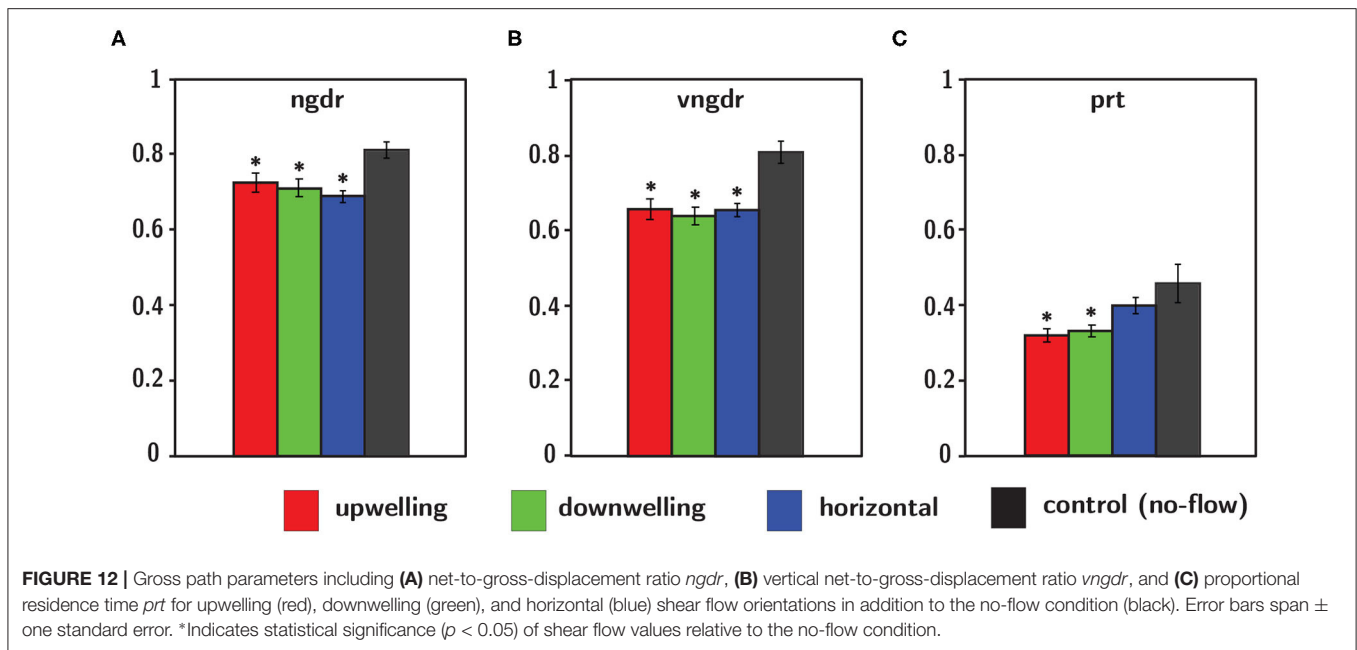 A
B
C
1
0.8
0.6
0.4
0.2
0
ngdr
* * *
1
0.8
0.6
0.4
0.2
0
vngdr
* * *
1
0.8
0.6
0.4
0.2
0
prt
* *
upwelling downwelling horizontal control (no-flow)
FIGURE 12 | Gross path parameters including (A) net-to-gross-displacement ratio ngdr, (B) vertical net-to-gross-displacement ratio vngdr, and (C) proportional
residence time prt for upwelling (red), downwelling (green), and horizontal (blue) shear flow orientations in addition to the no-flow condition (black). Error bars span ±
one standard error. *Indicates statistical significance (p < 0.05) of shear flow values relative to the no-flow condition.